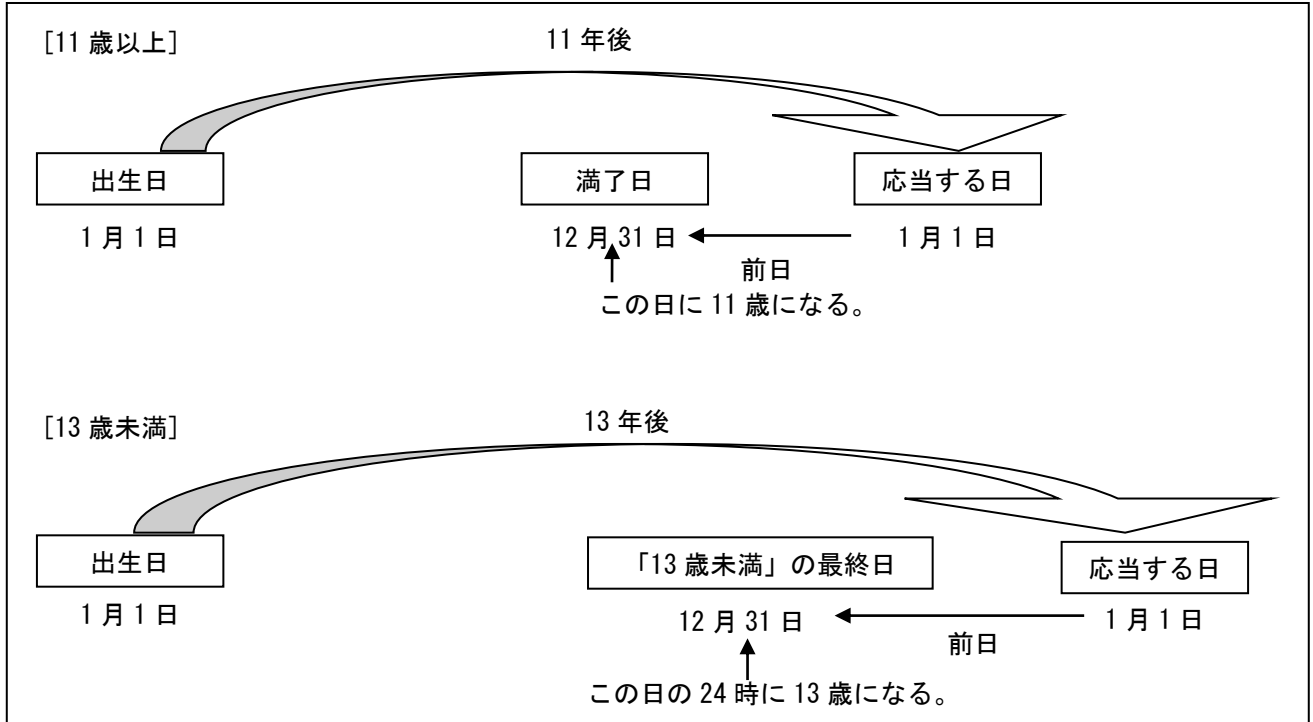 [11 歳以上]
11 年後
出生日
満了日
応当する日
1 月 1 日
12 月 31 日
1 月 1 日
前日
この日に 11 歳になる。
[13 歳未満]
13 年後
出生日
「13 歳未満」の最終日
応当する日
1 月 1 日
12 月 31 日
1 月 1 日
前日
この日の 24 時に 13 歳になる。